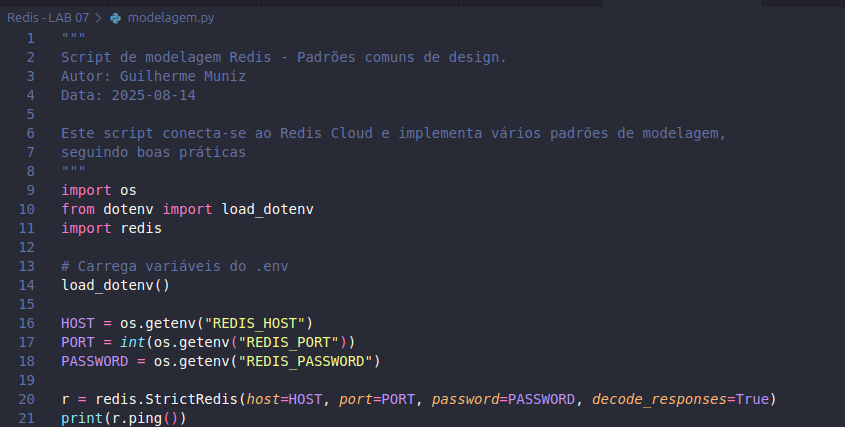 Redis - LAB 07 > modelagem.py
1 """
2 Script de modelagem Redis - Padrões comuns de design.
3 Autor: Guilherme Muniz
4 Data: 2025-08-14
5
6 Este script conecta-se ao Redis Cloud e implementa vários padrões de modelagem,
7 seguindo boas práticas
8 """
9 import os
10 from dotenv import load_dotenv
11 import redis
12
13 # Carrega variáveis do .env
14 load_dotenv()
15
16 HOST = os.getenv("REDIS_HOST")
17 PORT = int(os.getenv("REDIS_PORT"))
18 PASSWORD = os.getenv("REDIS_PASSWORD")
19
20 r = redis.StrictRedis(host=HOST, port=PORT, password=PASSWORD, decode_responses=True)
21 print(r.ping())